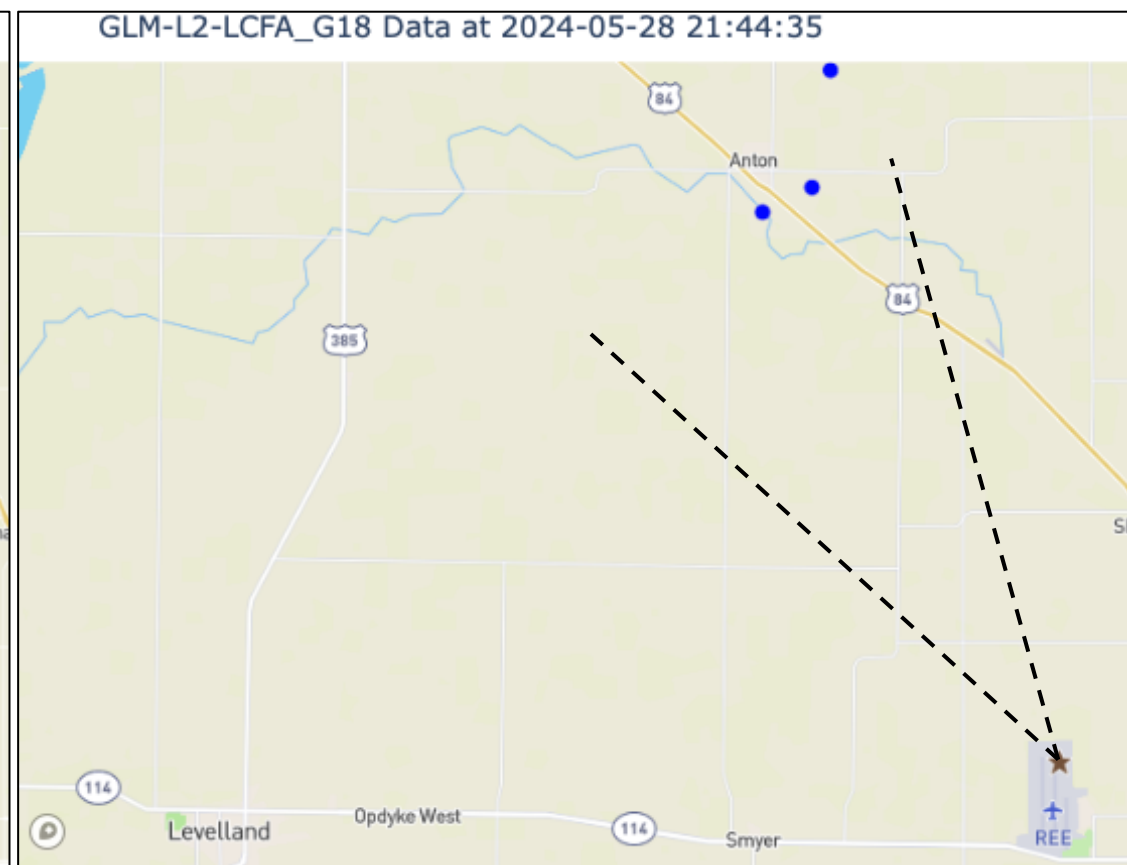 GLM-L2-LCFA_G18 Data at 2024-05-28 21:44:35
84
Anton
84
385
114
Opdyke West
Levelland
114
Smyer
REE